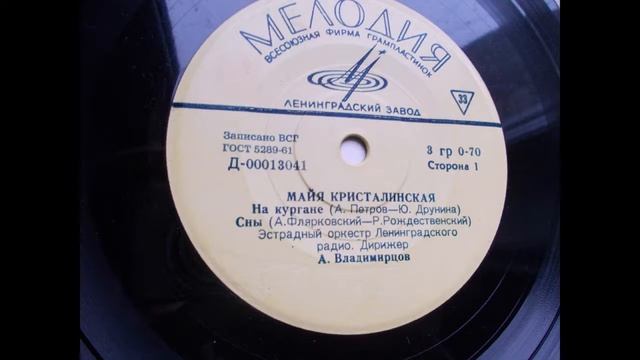 МЕЛОДИЯ
ВСЕСОЮЗНАЯ ФИРМА ГРАМПЛАСТИНОК
ЛЕНИНГРАДСКИЙ ЗАВОД
33
Записано ВСГ
ГОСТ 5289-61
Д-00013041
3 гр 0-70
Сторона 1
МАЙЯ КРИСТАЛИНСКАЯ
На кургане (А. Петров—Ю. Друнина)
Сны (А.Флярковский—Р.Рождественский)
Эстрадный оркестр Ленинградского
радио. Дирижер
А. Владимирцов